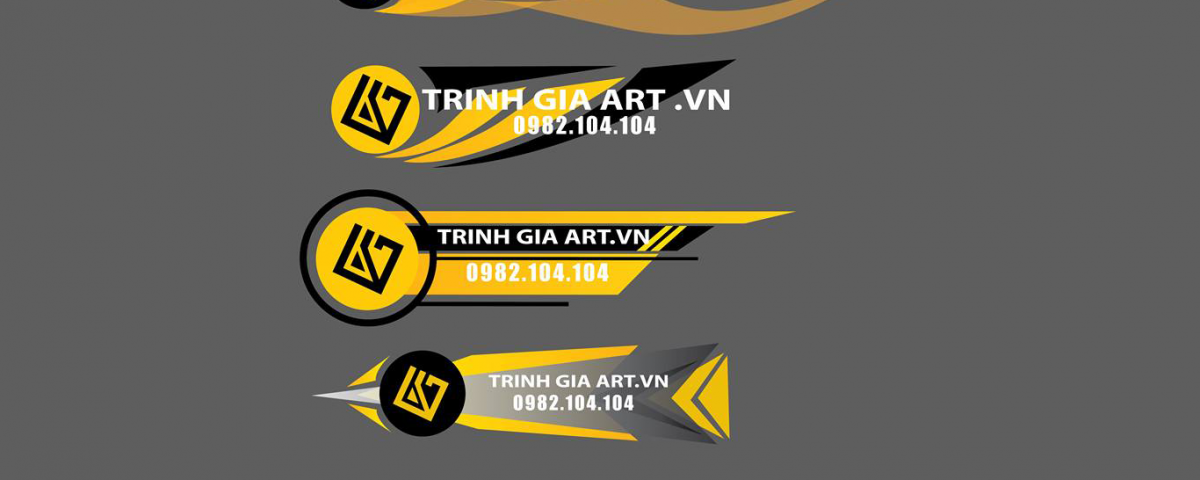 TRINH GIA ART .VN
0982.104.104
TRINH GIA ART.VN
0982.104.104
TRINH GIA ART.VN
0982.104.104